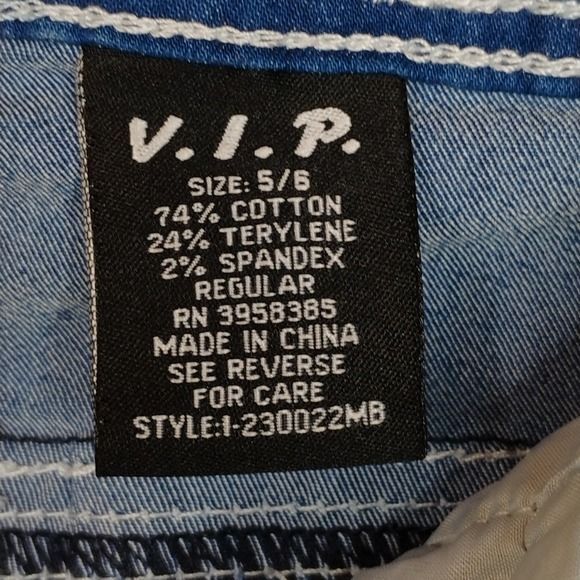 V.I.P.
SIZE: 5/6
74% COTTON
24% TERYLENE
2% SPANDEX
REGULAR
RN 3958385
MADE IN CHINA
SEE REVERSE
FOR CARE
STYLE:1-230022MB